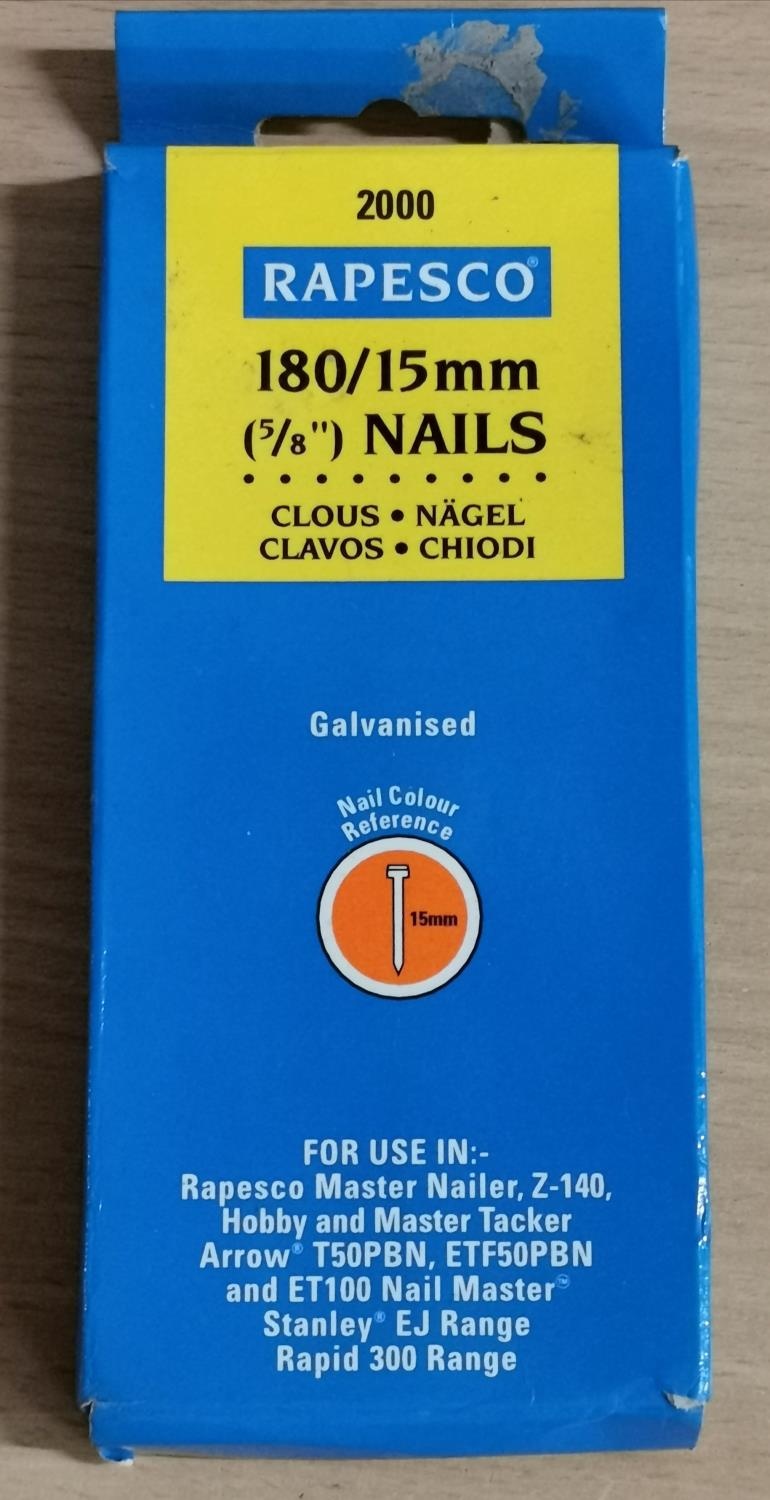 2000
RAPESCO®
180/15mm
(5/8") NAILS
• • • • • • • • •
CLOUS • NÄGEL
CLAVOS • CHIODI
Galvanised
Nail Colour
Reference
15mm
FOR USE IN:-
Rapesco Master Nailer, Z-140,
Hobby and Master Tacker
Arrow® T50PBN, ETF50PBN
and ET100 Nail Master™
Stanley® EJ Range
Rapid 300 Range